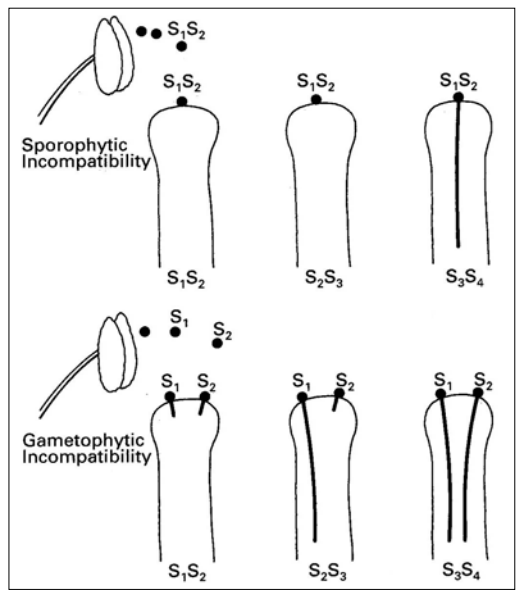 S₁S₂
S₁S₂ S₁S₂ S₁S₂
Sporophytic
Incompatibility
S₁S₂ S₂S₃ S₃S₄
S₁ S₂
S₁ S₂ S₁ S₂ S₁ S₂
Gametophytic
Incompatibility
S₁S₂ S₂S₃ S₃S₄